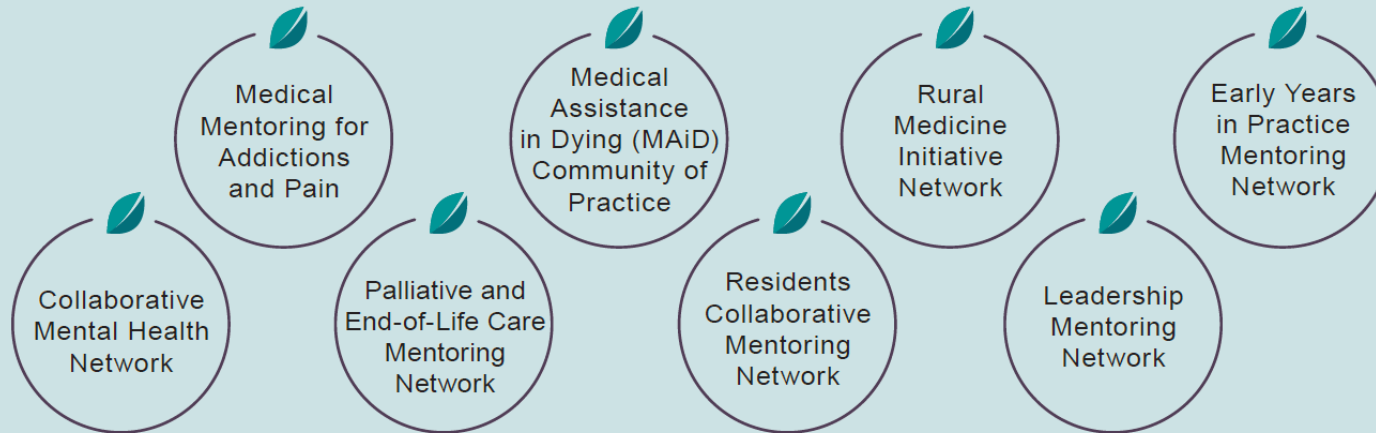 Medical
Mentoring for
Addictions
and Pain
Medical
Assistance
in Dying (MAiD)
Community of
Practice
Rural
Medicine
Initiative
Network
Early Years
in Practice
Mentoring
Network
Collaborative
Mental Health
Network
Palliative and
End-of-Life Care
Mentoring
Network
Residents
Collaborative
Mentoring
Network
Leadership
Mentoring
Network